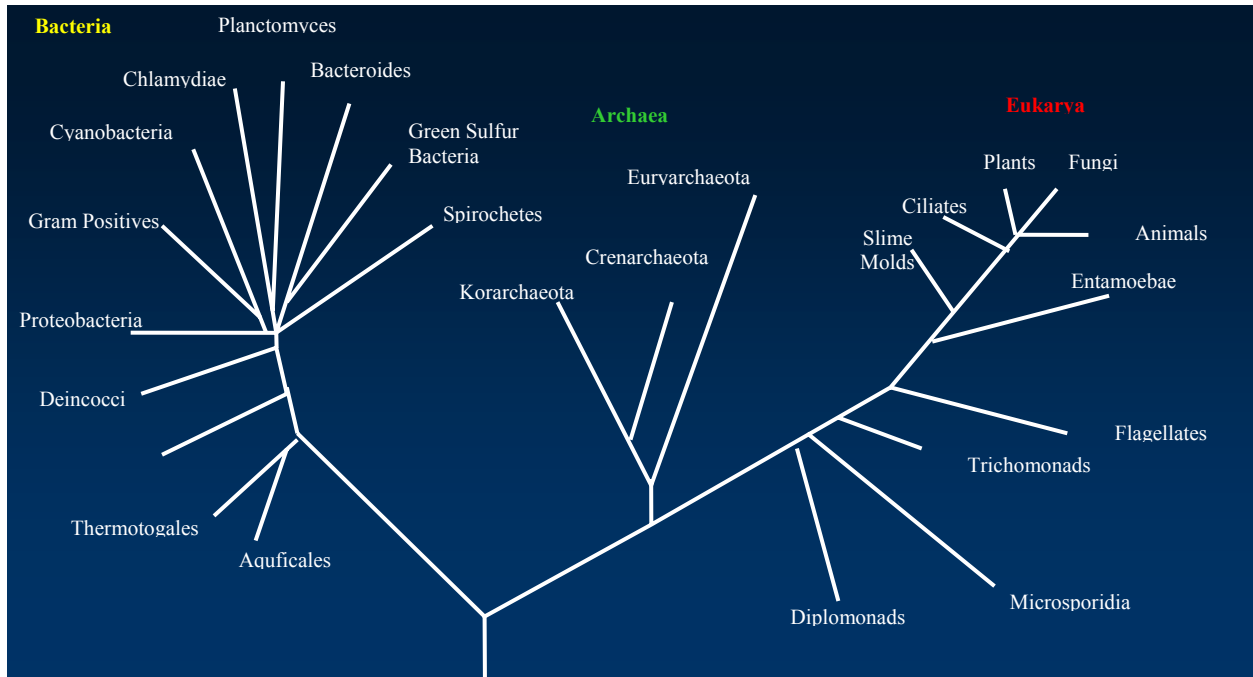 Bacteria
Planctomyces
Chlamydiae
Bacteroides
Cyanobacteria
Green Sulfur
Bacteria
Gram Positives
Spirochetes
Proteobacteria
Deincocci
Thermotogales
Aquficales
Archaea
Euryarchaeota
Crenarchaeota
Korarchaeota
Eukarya
Plants
Fungi
Ciliates
Animals
Slime
Molds
Entamoebae
Flagellates
Trichomonads
Microsporidia
Diplomonads